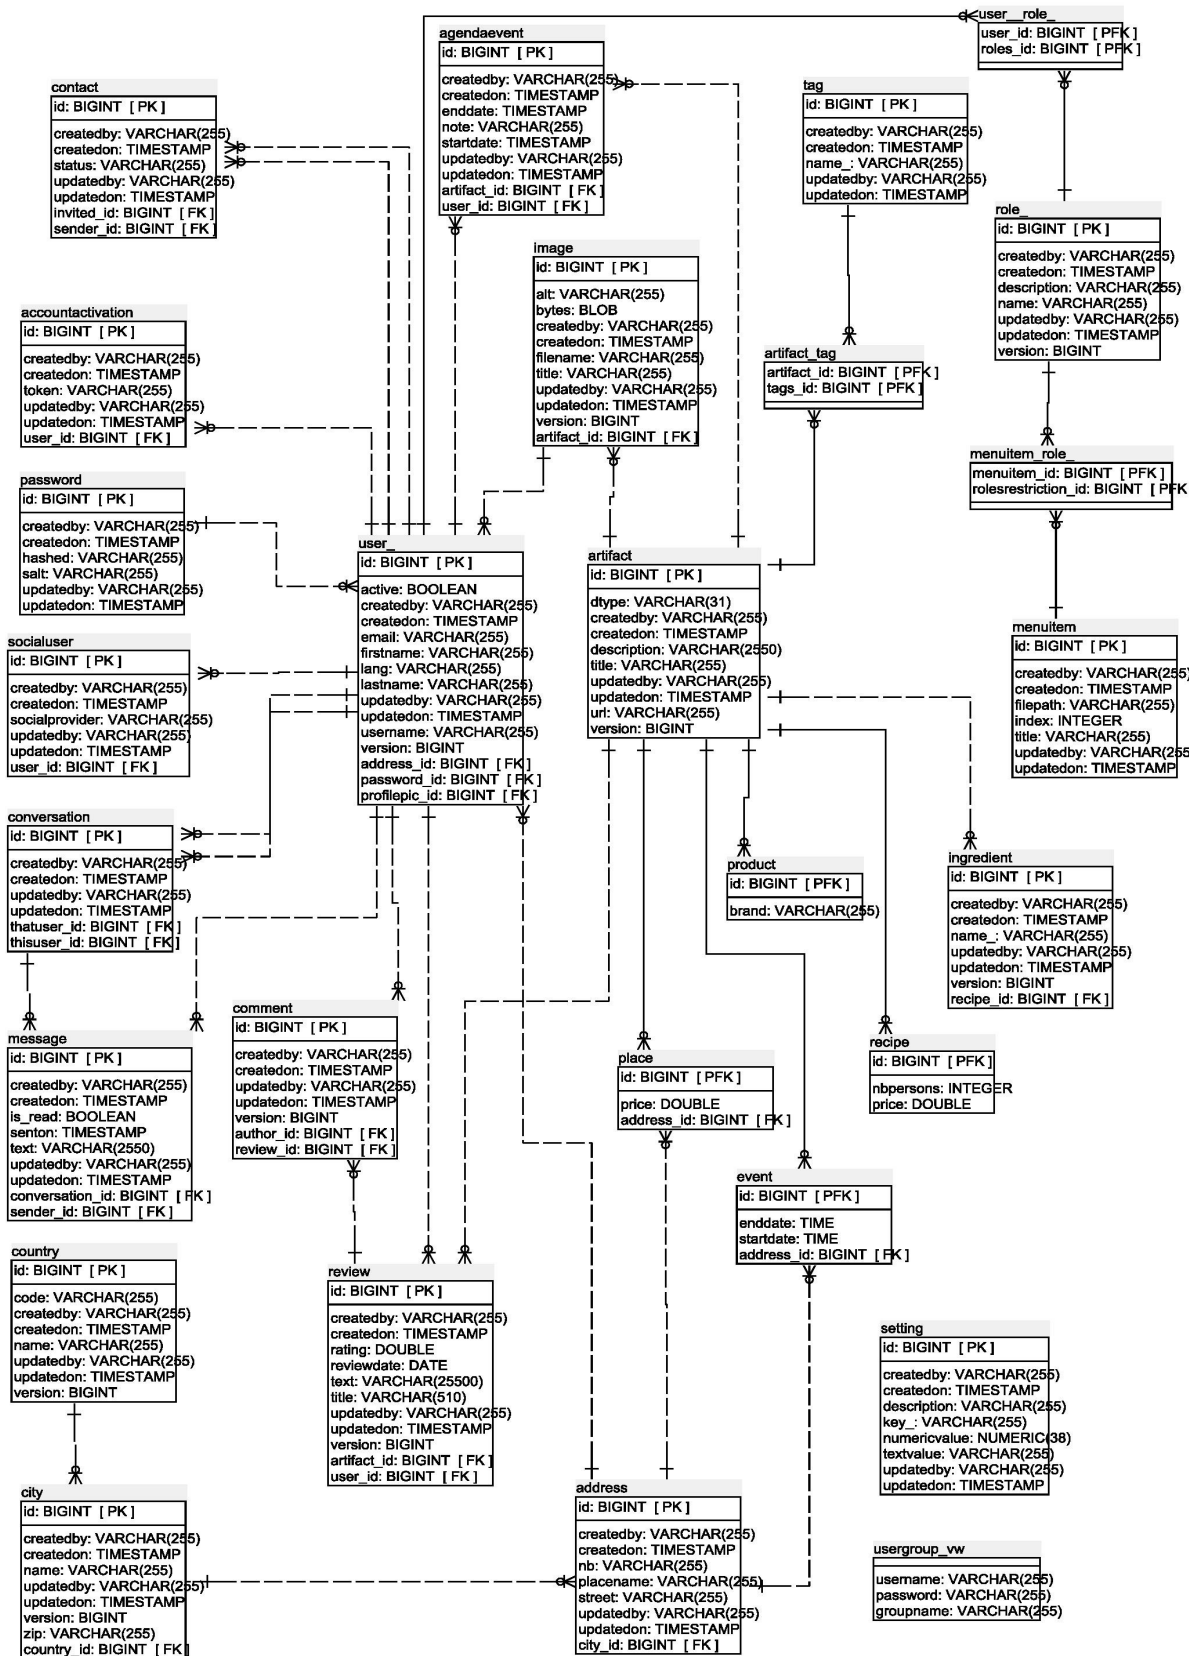 user__role_
user_id: BIGINT [ PFK ]
roles_id: BIGINT [ PFK ]
agendaevent
id: BIGINT [ PK ]
createdby: VARCHAR(255)
createdon: TIMESTAMP
enddate: TIMESTAMP
note: VARCHAR(255)
startdate: TIMESTAMP
updatedby: VARCHAR(255)
updatedon: TIMESTAMP
artifact_id: BIGINT [ FK ]
user_id: BIGINT [ FK ]
contact
id: BIGINT [ PK ]
createdby: VARCHAR(255)
createdon: TIMESTAMP
status: VARCHAR(255)
updatedby: VARCHAR(255)
updatedon: TIMESTAMP
invited_id: BIGINT [ FK ]
sender_id: BIGINT [ FK ]
tag
id: BIGINT [ PK ]
createdby: VARCHAR(255)
createdon: TIMESTAMP
name_: VARCHAR(255)
updatedby: VARCHAR(255)
updatedon: TIMESTAMP
role_
id: BIGINT [ PK ]
createdby: VARCHAR(255)
createdon: TIMESTAMP
description: VARCHAR(255)
name: VARCHAR(255)
updatedby: VARCHAR(255)
updatedon: TIMESTAMP
version: BIGINT
image
id: BIGINT [ PK ]
alt: VARCHAR(255)
bytes: BLOB
createdby: VARCHAR(255)
createdon: TIMESTAMP
filename: VARCHAR(255)
title: VARCHAR(255)
updatedby: VARCHAR(255)
updatedon: TIMESTAMP
version: BIGINT
artifact_id: BIGINT [ FK ]
accountactivation
id: BIGINT [ PK ]
createdby: VARCHAR(255)
createdon: TIMESTAMP
token: VARCHAR(255)
updatedby: VARCHAR(255)
updatedon: TIMESTAMP
user_id: BIGINT [ FK ]
artifact_tag
artifact_id: BIGINT [ PFK ]
tags_id: BIGINT [ PFK ]
menuitem_role_
menuitem_id: BIGINT [ PFK ]
rolesrestriction_id: BIGINT [ PFK
password
id: BIGINT [ PK ]
createdby: VARCHAR(255)
createdon: TIMESTAMP
hashed: VARCHAR(255)
salt: VARCHAR(255)
updatedby: VARCHAR(255)
updatedon: TIMESTAMP
user_
id: BIGINT [ PK ]
active: BOOLEAN
createdby: VARCHAR(255)
createdon: TIMESTAMP
email: VARCHAR(255)
firstname: VARCHAR(255)
lang: VARCHAR(255)
lastname: VARCHAR(255)
updatedby: VARCHAR(255)
updatedon: TIMESTAMP
username: VARCHAR(255)
version: BIGINT
address_id: BIGINT [ FK ]
password_id: BIGINT [ FK ]
profilepic_id: BIGINT [ FK ]
artifact
id: BIGINT [ PK ]
dtype: VARCHAR(31)
createdby: VARCHAR(255)
createdon: TIMESTAMP
description: VARCHAR(2550)
title: VARCHAR(255)
updatedby: VARCHAR(255)
updatedon: TIMESTAMP
url: VARCHAR(255)
version: BIGINT
menuitem
id: BIGINT [ PK ]
createdby: VARCHAR(255)
createdon: TIMESTAMP
filepath: VARCHAR(255)
index: INTEGER
title: VARCHAR(255)
updatedby: VARCHAR(255
updatedon: TIMESTAMP
socialuser
id: BIGINT [ PK ]
createdby: VARCHAR(255)
createdon: TIMESTAMP
socialprovider: VARCHAR(255)
updatedby: VARCHAR(255)
updatedon: TIMESTAMP
user_id: BIGINT [ FK ]
conversation
id: BIGINT [ PK ]
createdby: VARCHAR(255)
createdon: TIMESTAMP
updatedby: VARCHAR(255)
updatedon: TIMESTAMP
thatuser_id: BIGINT [ FK ]
thisuser_id: BIGINT [ FK ]
product
id: BIGINT [ PFK ]
brand: VARCHAR(255)
ingredient
id: BIGINT [ PK ]
createdby: VARCHAR(255)
createdon: TIMESTAMP
name_: VARCHAR(255)
updatedby: VARCHAR(255)
updatedon: TIMESTAMP
version: BIGINT
recipe_id: BIGINT [ FK ]
comment
id: BIGINT [ PK ]
createdby: VARCHAR(255)
createdon: TIMESTAMP
updatedby: VARCHAR(255)
updatedon: TIMESTAMP
version: BIGINT
author_id: BIGINT [ FK ]
review_id: BIGINT [ FK ]
message
id: BIGINT [ PK ]
createdby: VARCHAR(255)
createdon: TIMESTAMP
is_read: BOOLEAN
senton: TIMESTAMP
text: VARCHAR(2550)
updatedby: VARCHAR(255)
updatedon: TIMESTAMP
conversation_id: BIGINT [ FK ]
sender_id: BIGINT [ FK ]
place
id: BIGINT [ PFK ]
price: DOUBLE
address_id: BIGINT [ FK ]
recipe
id: BIGINT [ PFK ]
nbpersons: INTEGER
price: DOUBLE
event
id: BIGINT [ PFK ]
enddate: TIME
startdate: TIME
address_id: BIGINT [ FK ]
country
id: BIGINT [ PK ]
code: VARCHAR(255)
createdby: VARCHAR(255)
createdon: TIMESTAMP
name: VARCHAR(255)
updatedby: VARCHAR(255)
updatedon: TIMESTAMP
version: BIGINT
review
id: BIGINT [ PK ]
createdby: VARCHAR(255)
createdon: TIMESTAMP
rating: DOUBLE
reviewdate: DATE
text: VARCHAR(25500)
title: VARCHAR(510)
updatedby: VARCHAR(255)
updatedon: TIMESTAMP
version: BIGINT
artifact_id: BIGINT [ FK ]
user_id: BIGINT [ FK ]
setting
id: BIGINT [ PK ]
createdby: VARCHAR(255)
createdon: TIMESTAMP
description: VARCHAR(255)
key_: VARCHAR(255)
numericvalue: NUMERIC(38)
textvalue: VARCHAR(255)
updatedby: VARCHAR(255)
updatedon: TIMESTAMP
city
id: BIGINT [ PK ]
createdby: VARCHAR(255)
createdon: TIMESTAMP
name: VARCHAR(255)
updatedby: VARCHAR(255)
updatedon: TIMESTAMP
version: BIGINT
zip: VARCHAR(255)
country_id: BIGINT [ FK ]
address
id: BIGINT [ PK ]
createdby: VARCHAR(255)
createdon: TIMESTAMP
nb: VARCHAR(255)
placename: VARCHAR(255)
street: VARCHAR(255)
updatedby: VARCHAR(255)
updatedon: TIMESTAMP
city_id: BIGINT [ FK ]
usergroup_vw
username: VARCHAR(255)
password: VARCHAR(255)
groupname: VARCHAR(255)